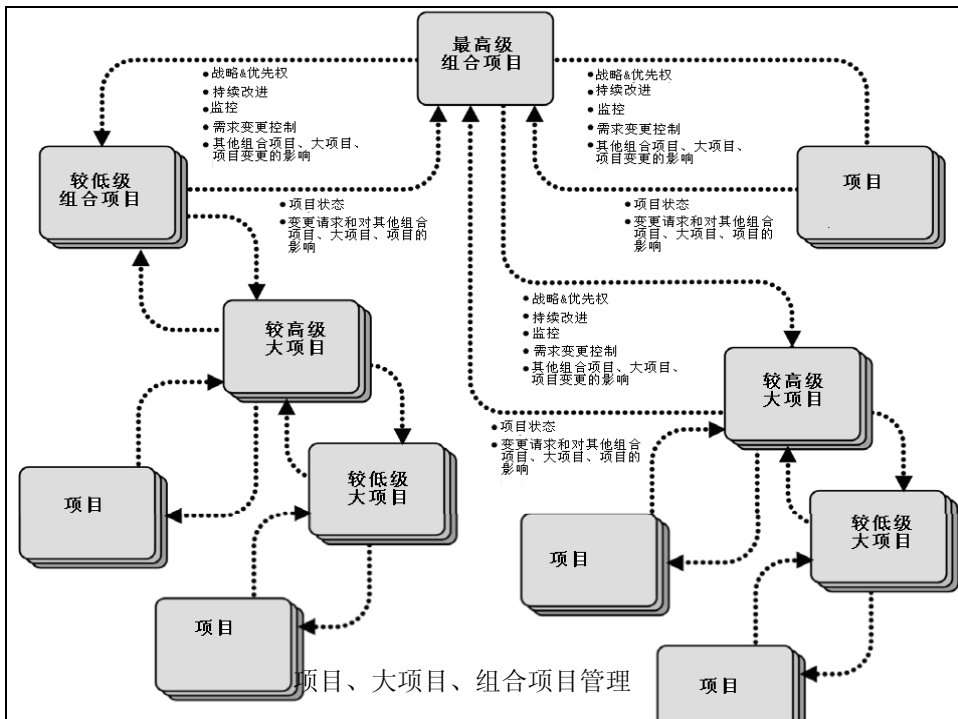 最高级
组合项目
●战略&优先权
●持续改进
●监控
●需求变更控制
●其他组合项目、大项目、
项目变更的影响
●战略&优先权
●持续改进
●监控
●需求变更控制
●其他组合项目、大项目、
项目变更的影响
较低级
组合项目
项目
●项目状态
●变更请求和对其他组合
项目、大项目、项目的
影响
●项目状态
●变更请求和对其他组合
项目、大项目、项目的
影响
较高级
大项目
●战略&优先权
●持续改进
●监控
●需求变更控制
●其他组合项目、大项目、
项目变更的影响
较高级
大项目
●项目状态
●变更请求和对其他组合
项目、大项目、项目的
影响
项目
较低级
大项目
项目
较低级
大项目
项目
项目
项目、大项目、组合项目管理